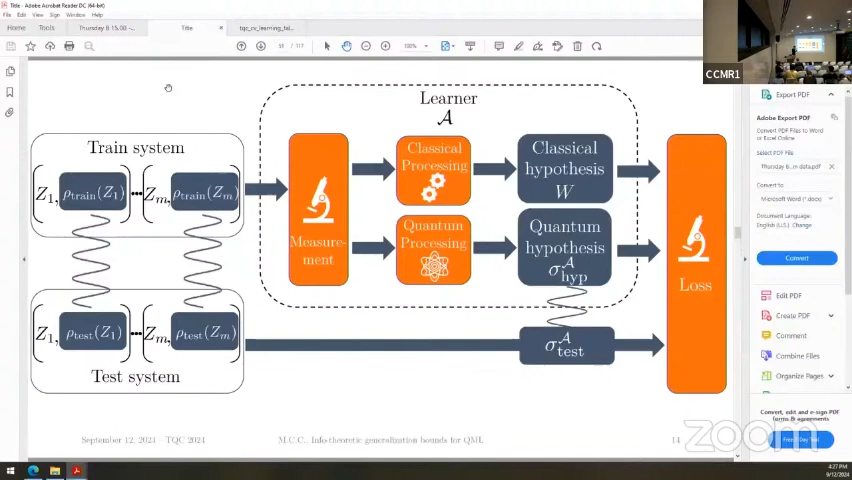 Title - Adobe Acrobat Reader DC (64-bit)
File Edit View Sign Window Help
Home Tools Thursday B 15:00 -... Title × tqc_cv_learning_tal...
100%
CCMR1
Export PDF
Adobe Export PDF
Convert PDF Files to Word
or Excel Online
Select PDF File
Thursday B...m data.pdf ×
Convert to
Microsoft Word (*.docx)
Document Language:
English (U.S.) Change
Convert
Edit PDF
Create PDF
Comment
Combine Files
Organize Pages
Convert, edit and e-sign PDF
forms & agreements
Free 7-Day Trial
Learner
𝒜
Train system
(Z₁, ρtrain(Z₁)) ··· (Zm, ρtrain(Zm))
Measure-
ment
Classical
Processing
Quantum
Processing
Classical
hypothesis
W
Quantum
hypothesis
σ𝒜hyp
Loss
(Z₁, ρtest(Z₁)) ··· (Zm, ρtest(Zm))
Test system
σ𝒜test
September 12, 2024 – TQC 2024 M.C.C., Info-theoretic generalization bounds for QML 14
zoom
4:27 PM
9/12/2024